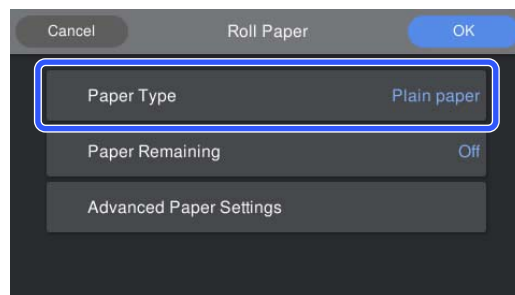 Cancel Roll Paper OK
Paper Type Plain paper
Paper Remaining Off
Advanced Paper Settings